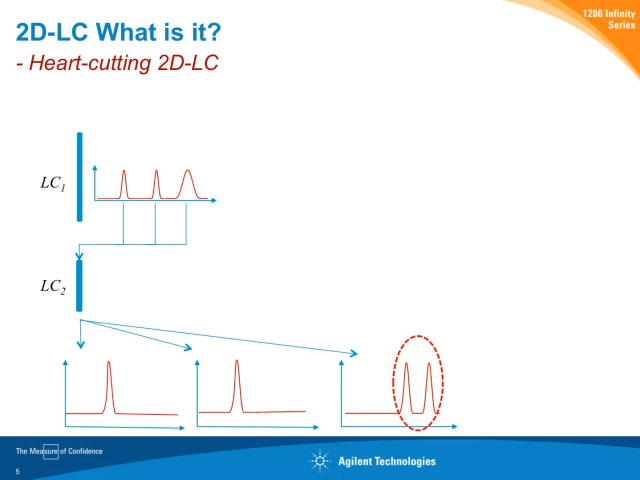 2D-LC What is it?
- Heart-cutting 2D-LC
1200 Infinity
Series
LC1
LC2
The Measure of Confidence
5
Agilent Technologies